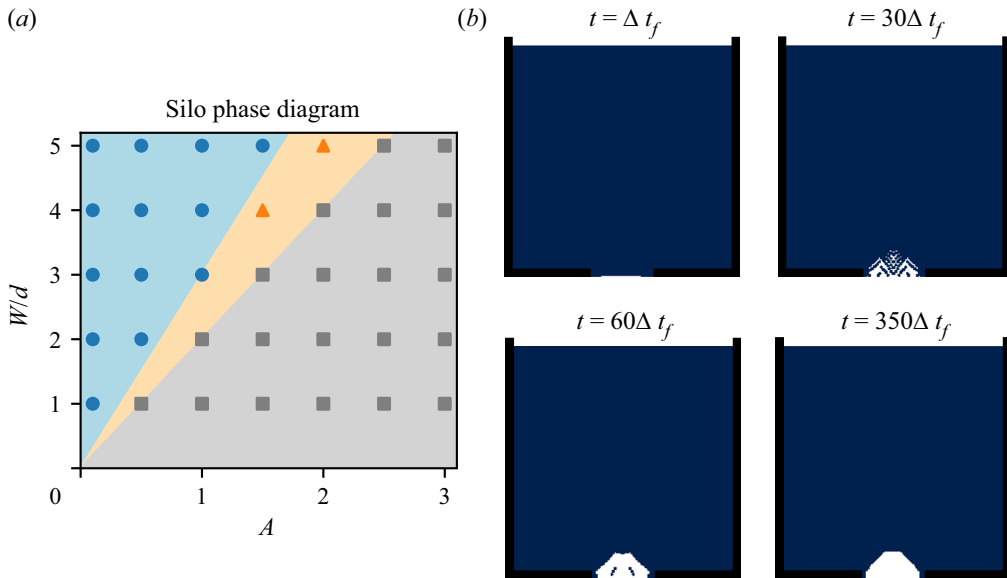 (a)
Silo phase diagram
5
4
3
2
1
0
1
2
3
W/d
A
(b)
t = Δ t_f
t = 30Δ t_f
t = 60Δ t_f
t = 350Δ t_f